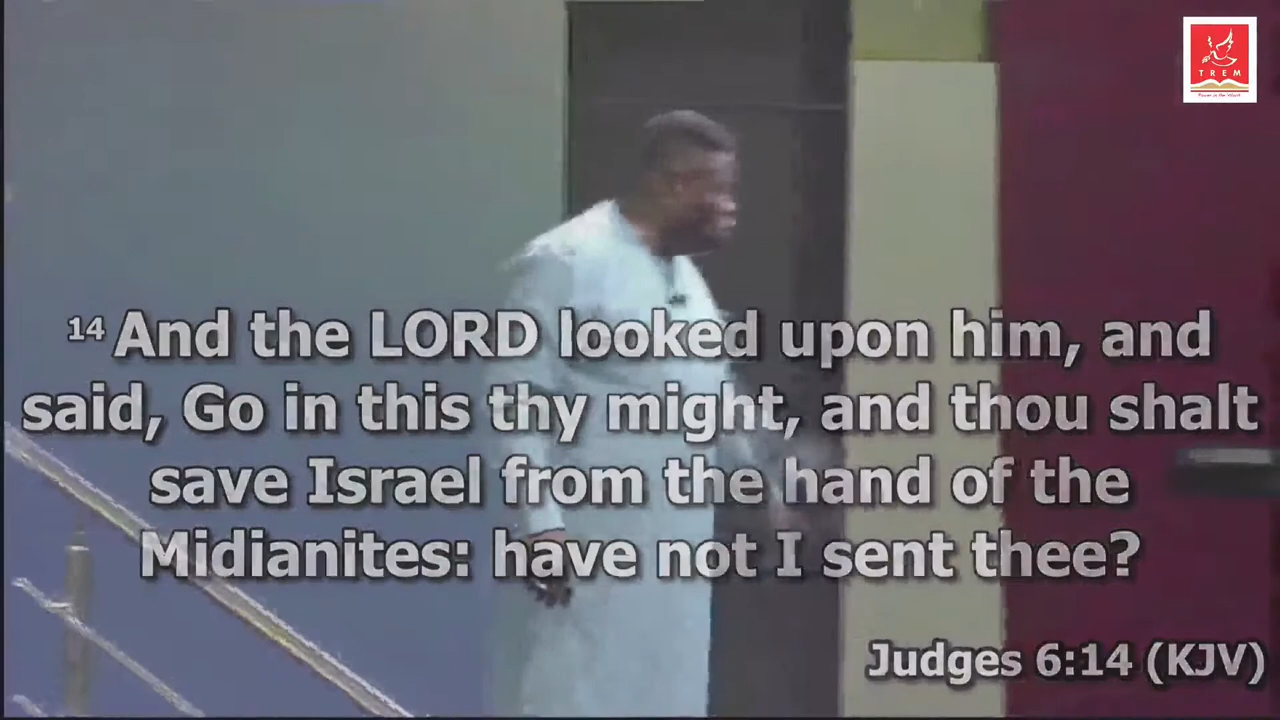 TREM
14 And the LORD looked upon him, and
said, Go in this thy might, and thou shalt
save Israel from the hand of the
Midianites: have not I sent thee?
Judges 6:14 (KJV)